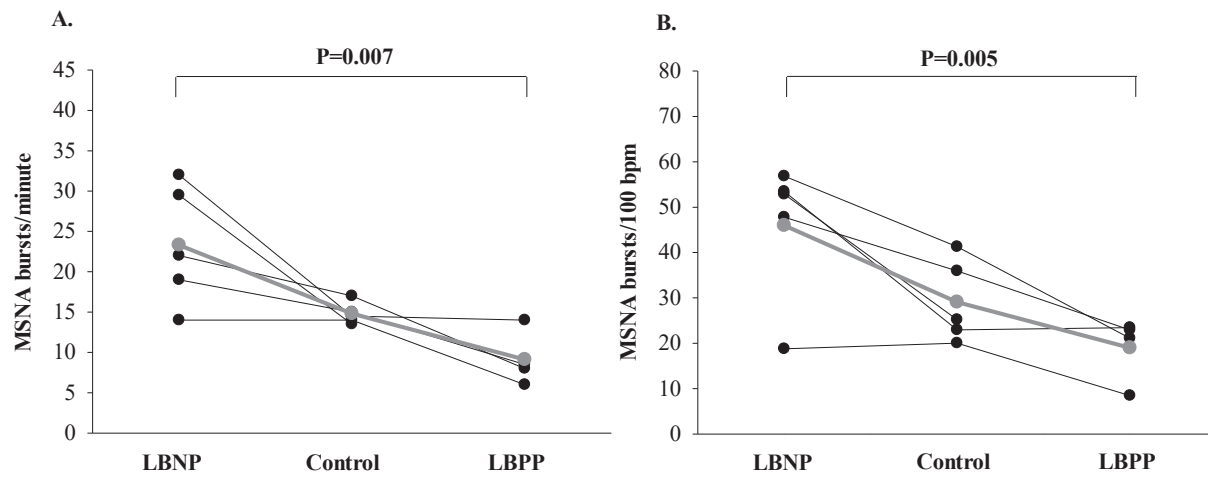 A.
P=0.007
45
40
35
30
25
20
15
10
5
0
MSNA bursts/minute
LBNP Control LBPP
B.
P=0.005
80
70
60
50
40
30
20
10
0
MSNA bursts/100 bpm
LBNP Control LBPP